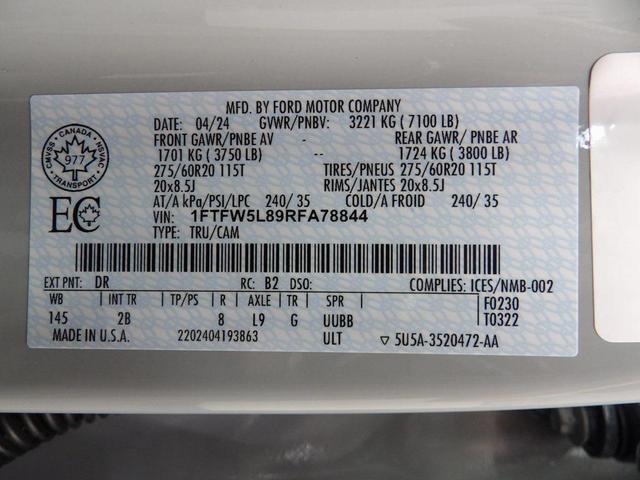 MFD. BY FORD MOTOR COMPANY
DATE: 04/24 GVWR/PNBV: 3221 KG ( 7100 LB)
FRONT GAWR/PNBE AV - REAR GAWR/ PNBE AR
1701 KG ( 3750 LB) -- 1724 KG ( 3800 LB)
275/60R20 115T TIRES/PNEUS 275/60R20 115T
20x8.5J RIMS/JANTES 20x8.5J
AT/A kPa/PSI/LPC 240/ 35 COLD/A FROID 240/ 35
VIN: 1FTFW5L89RFA78844
TYPE: TRU/CAM
CANADA
CMVSS NSVAC
977
TRANSPORT
EC
EXT PNT: DR RC: B2 DSO: COMPLIES: ICES/NMB-002
WB INT TR TP/PS R AXLE TR SPR F0230
145 2B 8 L9 G UUBB T0322
MADE IN U.S.A. 2202404193863 ULT ▽ 5U5A-3520472-AA